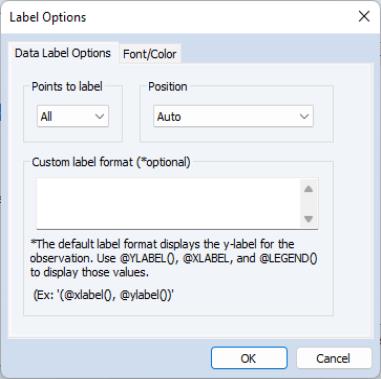 Label Options
Data Label Options Font/Color
Points to label Position
All Auto
Custom label format (*optional)
*The default label format displays the y-label for the
observation. Use @YLABEL(), @XLABEL, and @LEGEND()
to display those values.
(Ex: '(@xlabel(), @ylabel())'
OK Cancel